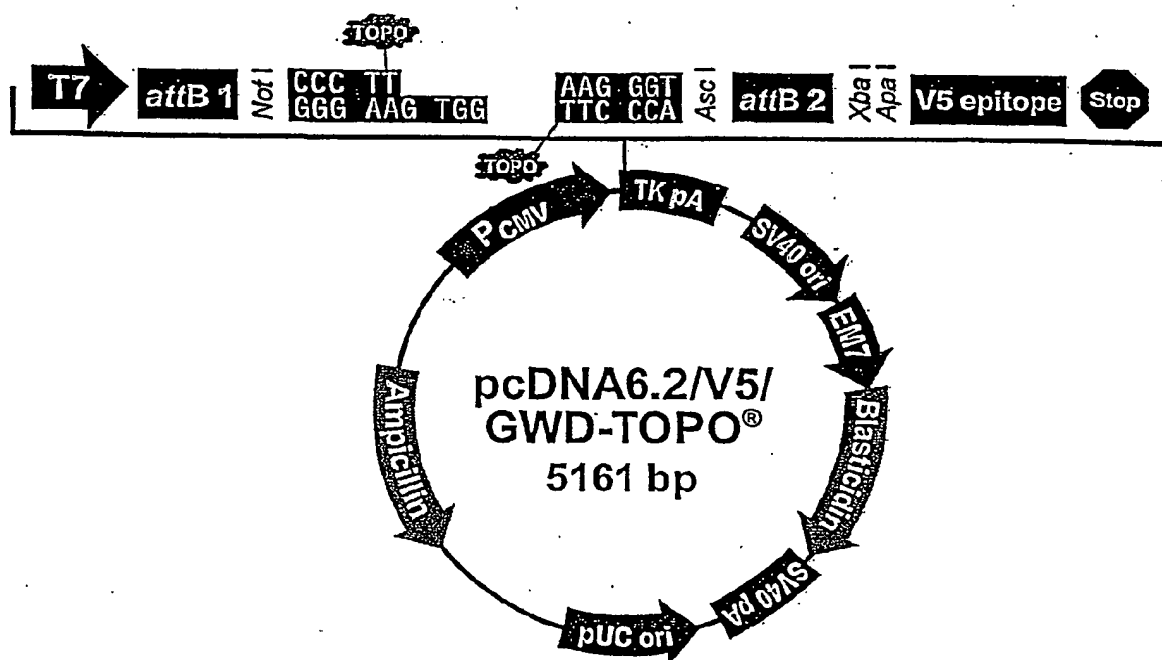 TOPO
T7
attB 1
Not I
CCC TT
GGG AAG TGG
AAG GGT
TTC CCA
Asc I
attB 2
Xba I
Apa I
V5 epitope
Stop
TOPO
PCMV
TK pA
SV40 ori
EM7
Blasticidin
SV40 pA
pUC ori
Ampicillin
pcDNA6.2/V5/
GWD-TOPO®
5161 bp